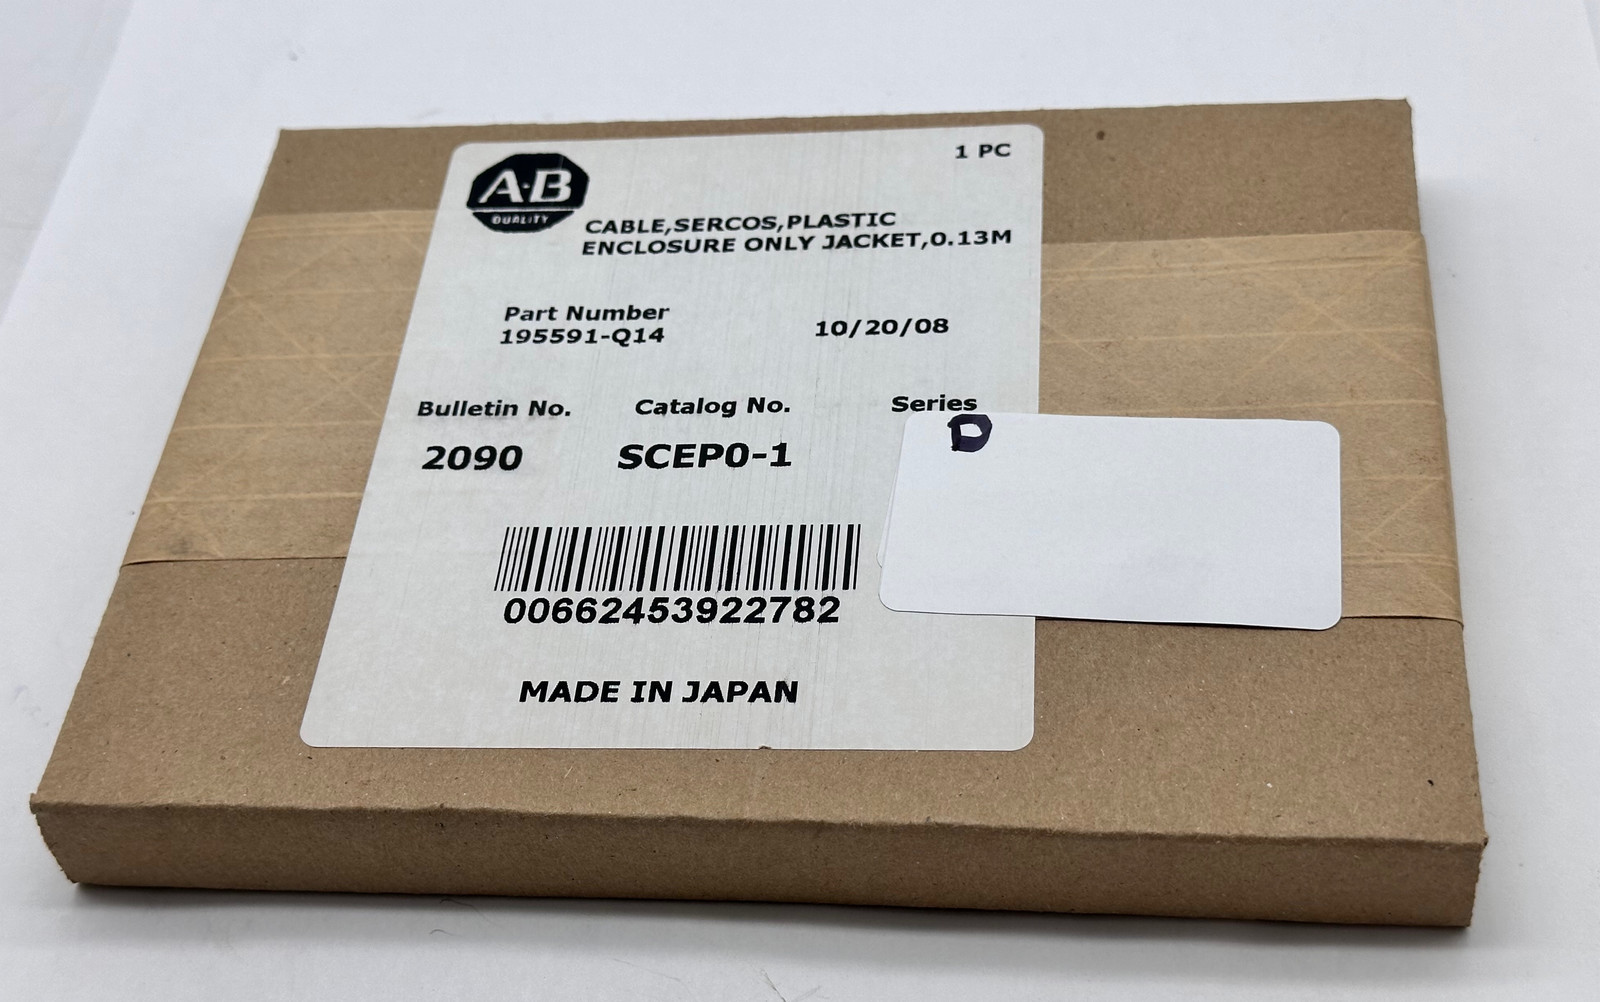 A·B
QUALITY
1 PC
CABLE,SERCOS,PLASTIC
ENCLOSURE ONLY JACKET,0.13M
Part Number
195591-Q14
10/20/08
Bulletin No. Catalog No. Series
2090 SCEP0-1 D
00662453922782
MADE IN JAPAN